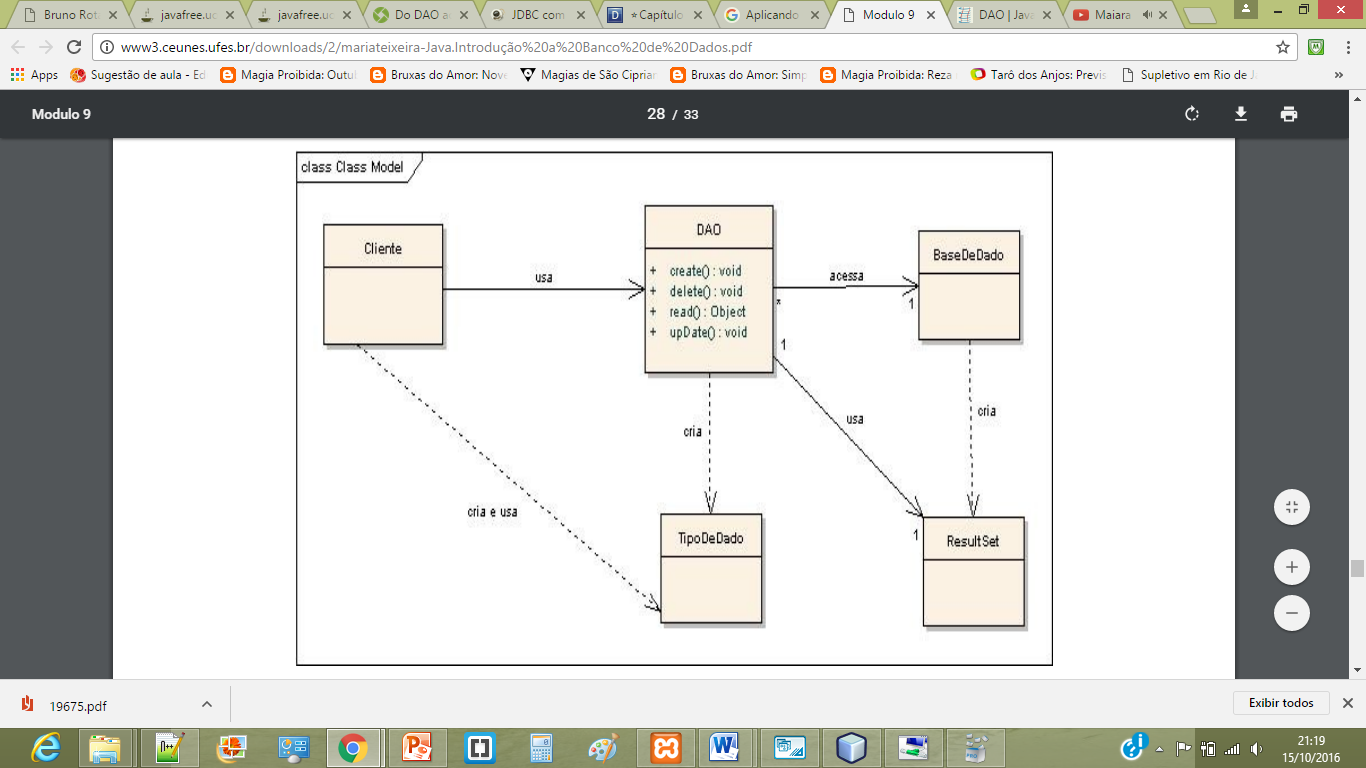 Bruno Rot
javafree.uc
javafree.uc
Do DAO a
JDBC com
⭐Capítulo
Aplicando
Modulo 9
DAO | Java
Maiara
www3.ceunes.ufes.br/downloads/2/mariateixeira-Java.Introdução%20a%20Banco%20de%20Dados.pdf
Apps
Sugestão de aula - Ed
Magia Proibida: Outu
Bruxas do Amor: Nov
Magias de São Ciprian
Bruxas do Amor: Simp
Magia Proibida: Reza
Tarô dos Anjos: Previs
Supletivo em Rio de J
»
Modulo 9
28 / 33
class Class Model
Cliente
usa
DAO
+ create() : void
+ delete() : void
+ read() : Object
+ upDate() : void
acessa
*
1
BaseDeDado
1
usa
cria
cria
cria e usa
TipoDeDado
1
ResultSet
19675.pdf
Exibir todos
21:19
15/10/2016